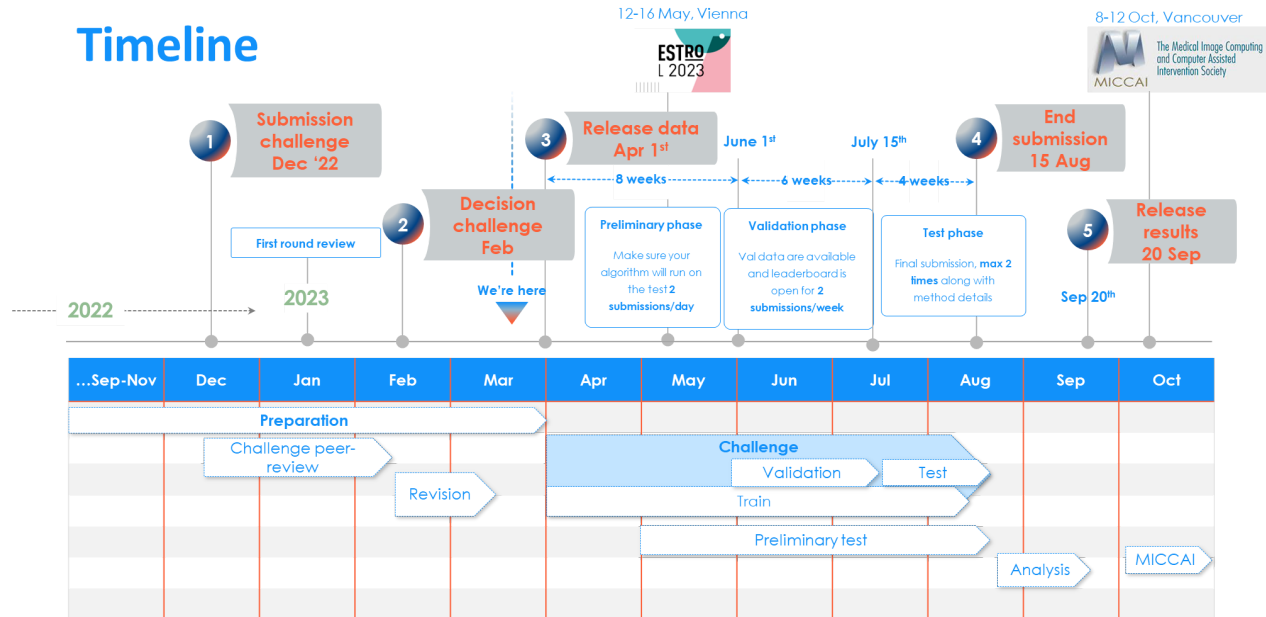 Timeline
12-16 May, Vienna
ESTRO
L 2023
8-12 Oct, Vancouver
MICCAI
The Medical Image Computing
and Computer Assisted
Intervention Society
1
Submission
challenge
Dec ‘22
2
Decision
challenge
Feb
3
Release data
Apr 1st
June 1st
July 15th
4
End
submission
15 Aug
5
Release
results
20 Sep
8 weeks
6 weeks
4 weeks
First round review
2022
2023
We’re here
Preliminary phase
Make sure your
algorithm will run on
the test 2
submissions/day
Validation phase
Val data are available
and leaderboard is
open for 2
submissions/week
Test phase
Final submission, max 2
times along with
method details
Sep 20th
...Sep-Nov Dec Jan Feb Mar Apr May Jun Jul Aug Sep Oct
Preparation
Challenge peer-
review
Revision
Challenge
Validation
Test
Train
Preliminary test
Analysis
MICCAI